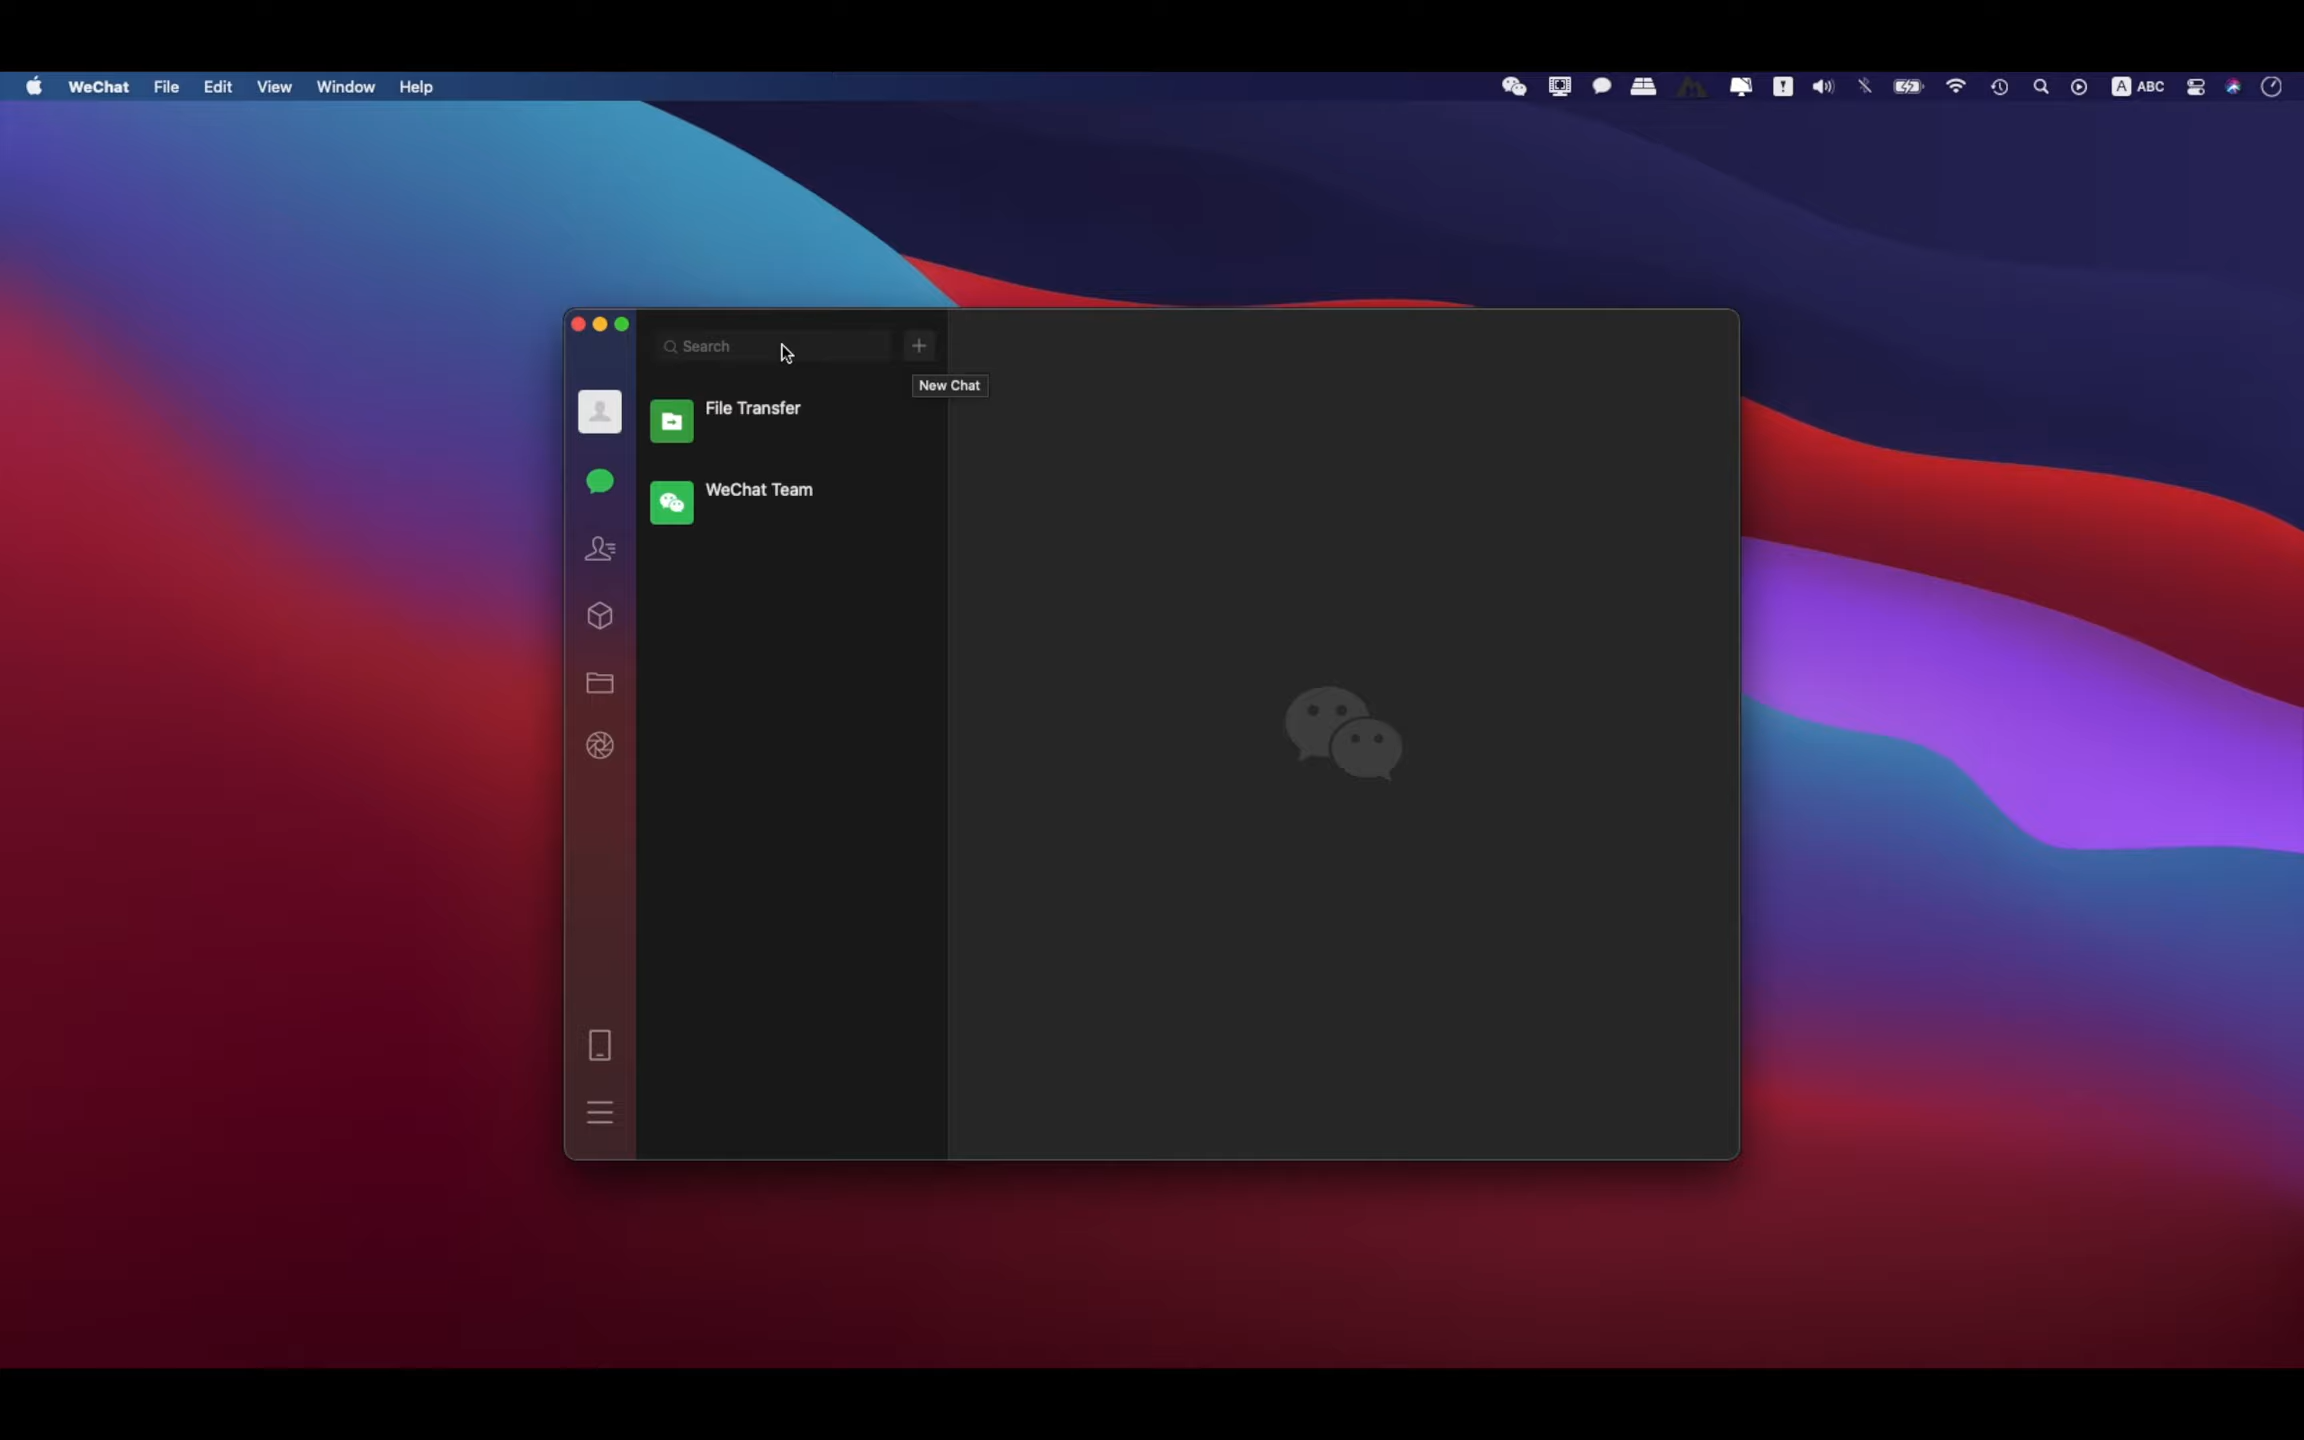 WeChat File Edit View Window Help A ABC
Search
New Chat
File Transfer
WeChat Team